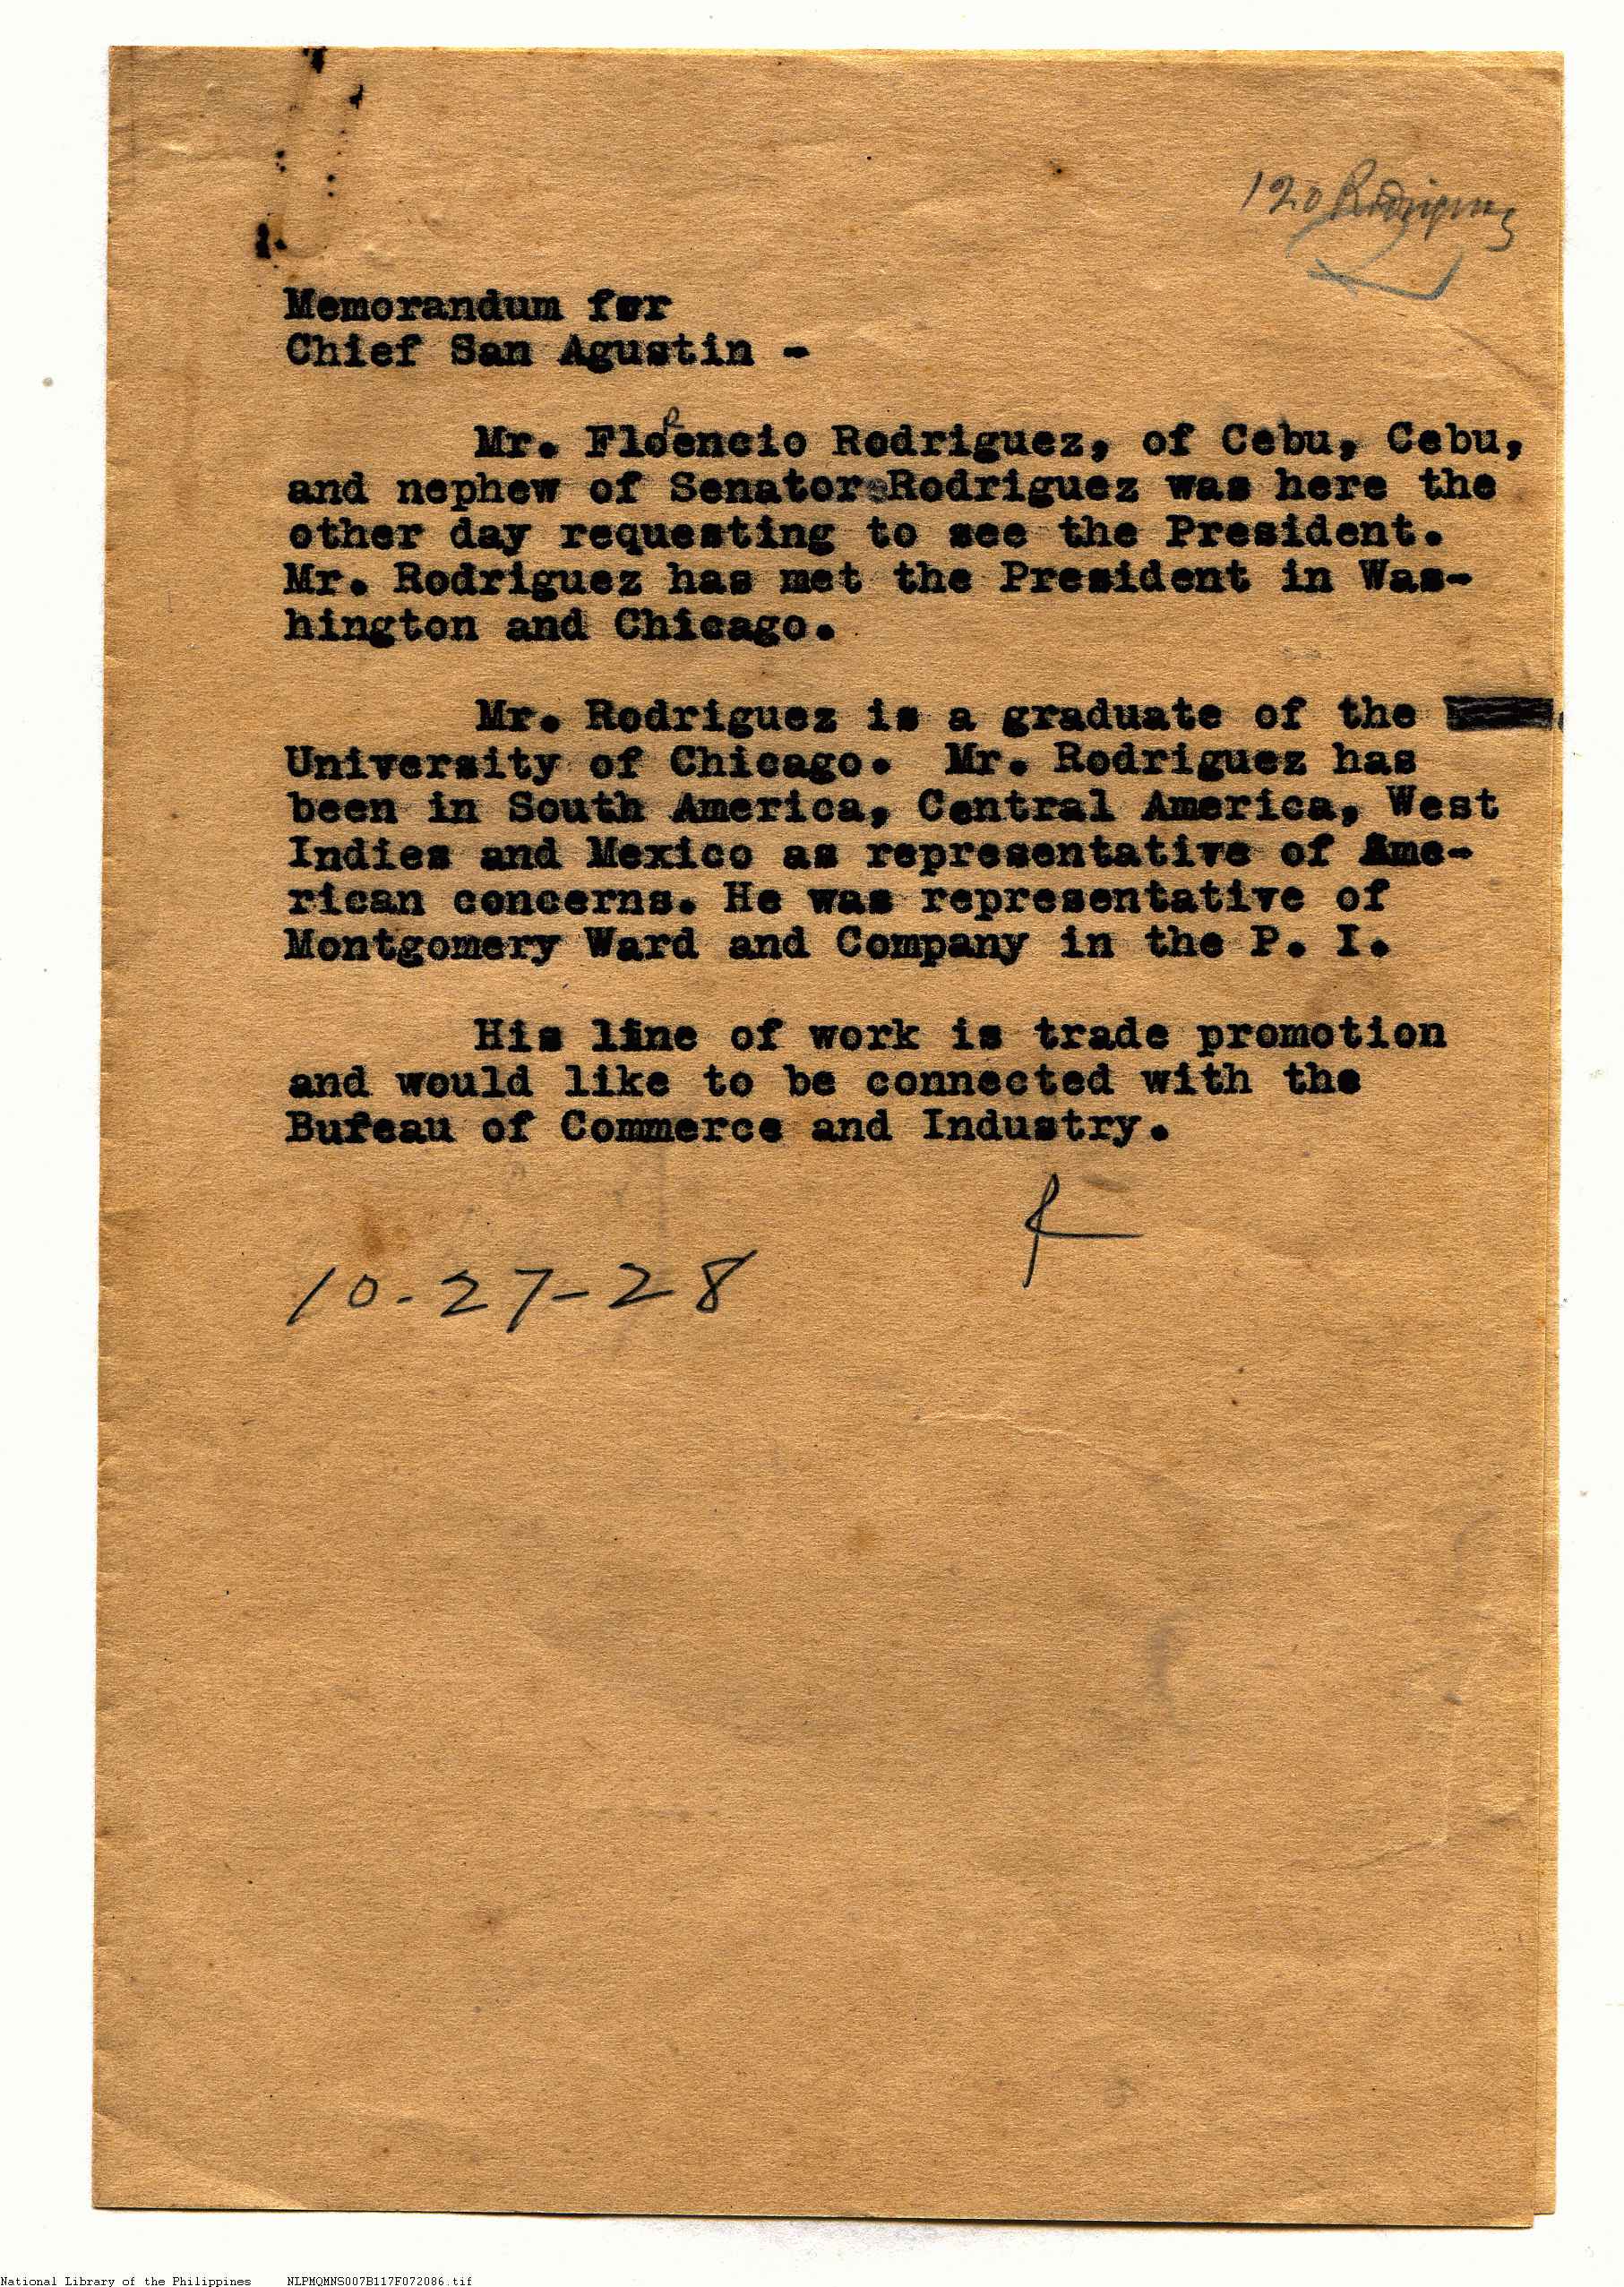 120 Rodriguez
Memorandum for
Chief San Agustin -
Mr. Florencio Rodriguez, of Cebu, Cebu,
and nephew of Senator Rodriguez was here the
other day requesting to see the President.
Mr. Rodriguez has met the President in Was-
hington and Chicago.
Mr. Rodriguez is a graduate of the
University of Chicago. Mr. Rodriguez has
been in South America, Central America, West
Indies and Mexico as representative of Ame-
rican concerns. He was representative of
Montgomery Ward and Company in the P. I.
His line of work is trade promotion
and would like to be connected with the
Bureau of Commerce and Industry.
10-27-28
National Library of the Philippines NLPMQMNS007B117F072086.tif